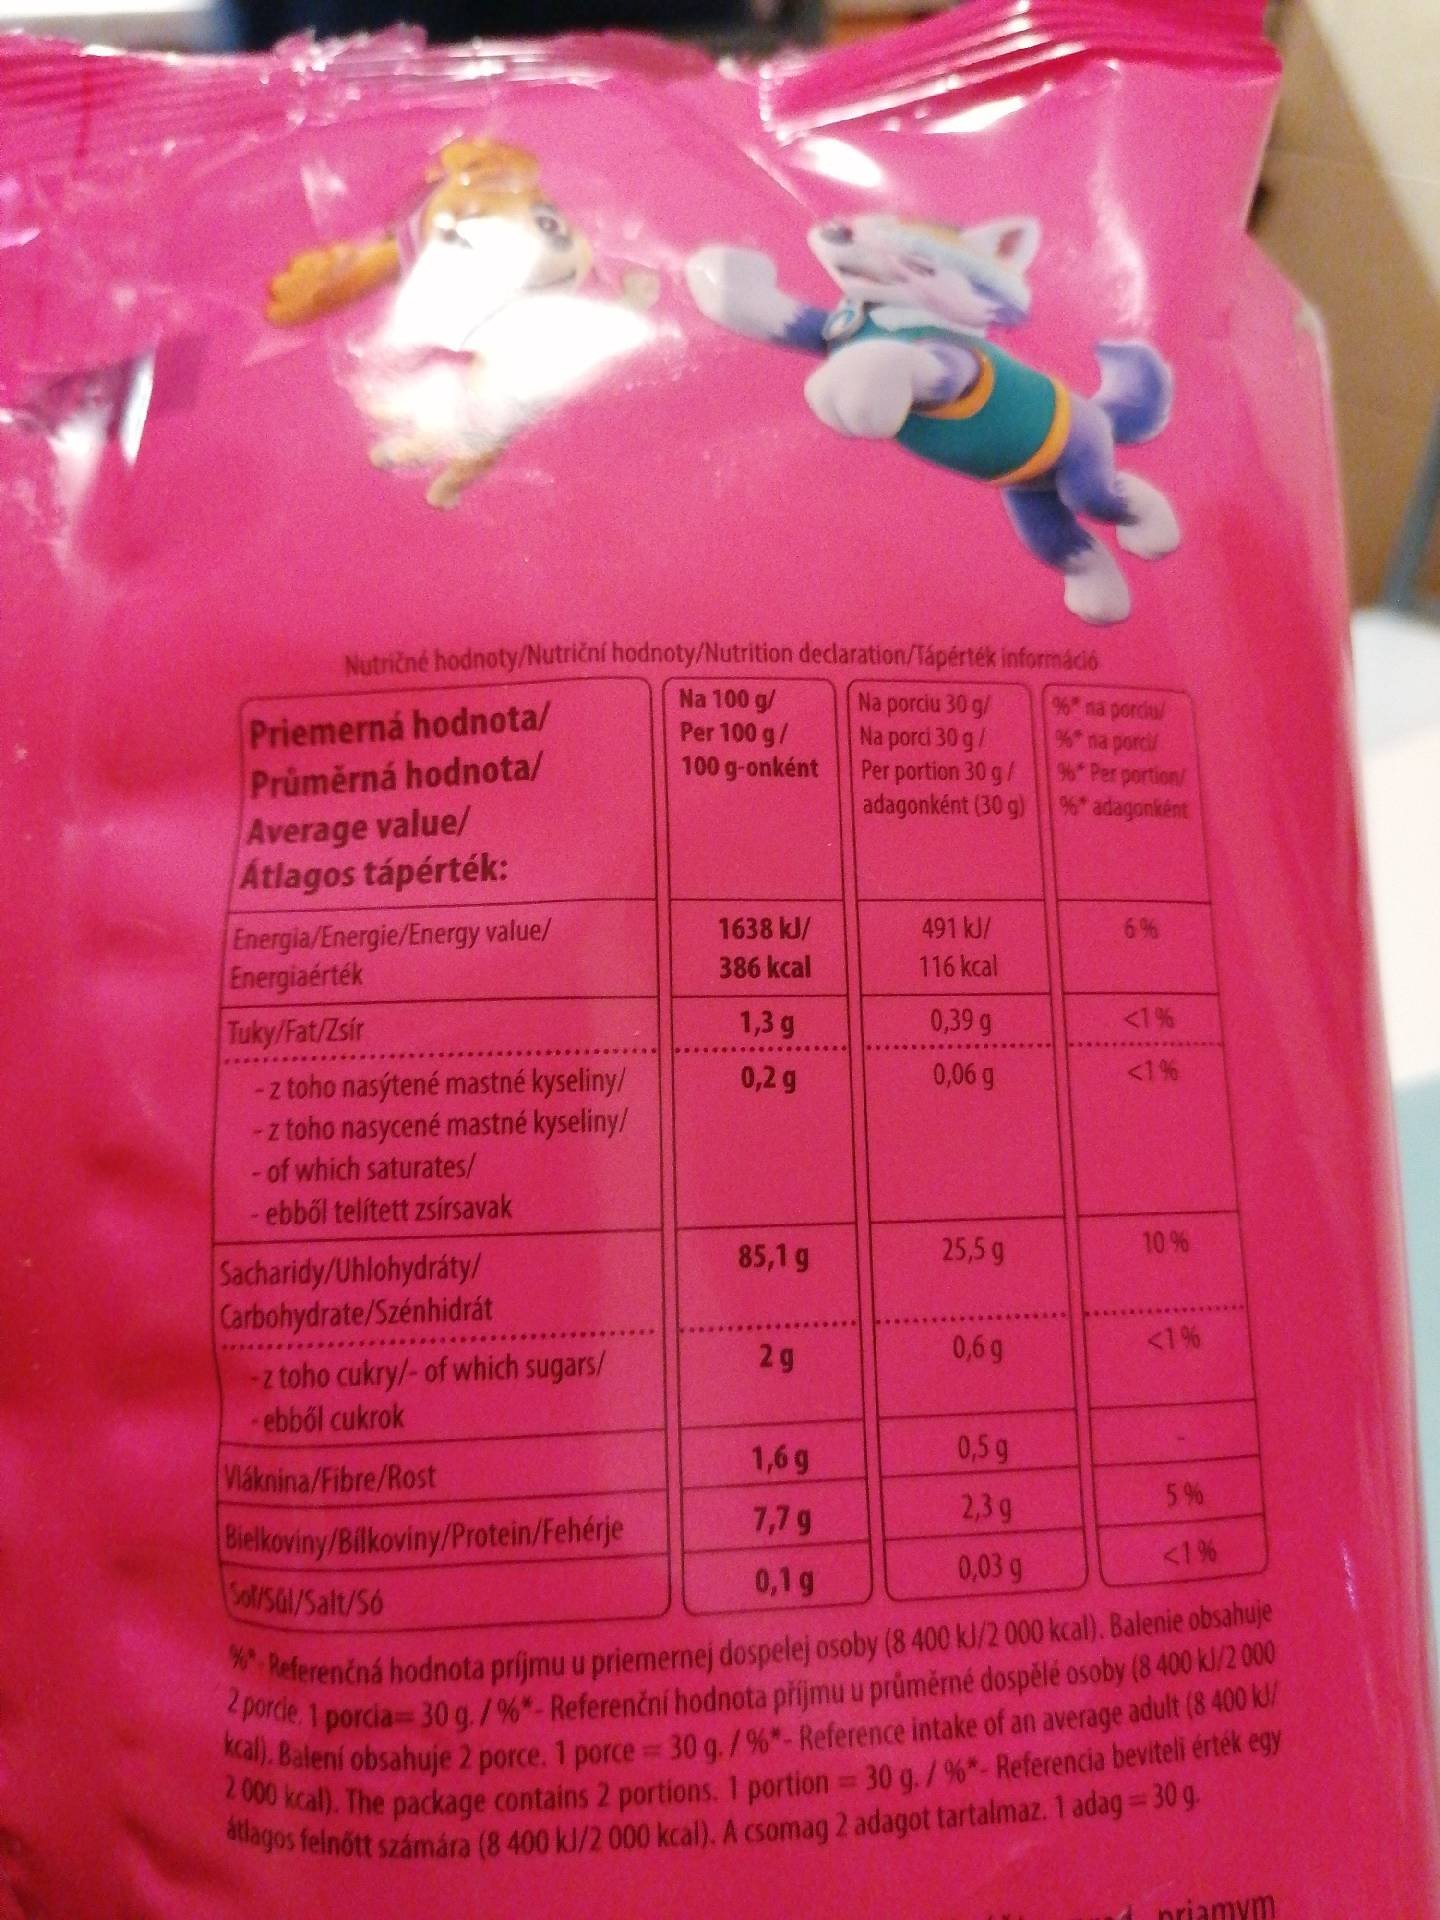 Nutričné hodnoty/Nutriční hodnoty/Nutrition declaration/Tápérték információ
Priemerná hodnota/
Průměrná hodnota/
Average value/
Átlagos tápérték:
Na 100 g/
Per 100 g /
100 g-onként
Na porciu 30 g/
Na porci 30 g /
Per portion 30 g /
adagonként (30 g)
%* na porciu/
%* na porci/
%* Per portion/
%* adagonként
Energia/Energie/Energy value/
Energiaérték
1638 kJ/
386 kcal
491 kJ/
116 kcal
6 %
Tuky/Fat/Zsír
1,3 g
0,39 g
<1 %
- z toho nasýtené mastné kyseliny/
- z toho nasycené mastné kyseliny/
- of which saturates/
- ebből telített zsírsavak
0,2 g
0,06 g
<1 %
Sacharidy/Uhlohydráty/
Carbohydrate/Szénhidrát
85,1 g
25,5 g
10 %
- z toho cukry/- of which sugars/
- ebből cukrok
2 g
0,6 g
<1 %
Vláknina/Fibre/Rost
1,6 g
0,5 g
-
Bielkoviny/Bílkoviny/Protein/Fehérje
7,7 g
2,3 g
5 %
Soľ/Sůl/Salt/Só
0,1 g
0,03 g
<1 %
%*- Referenčná hodnota príjmu u priemernej dospelej osoby (8 400 kJ/2 000 kcal). Balenie obsahuje
2 porcie. 1 porcia= 30 g. / %*- Referenční hodnota příjmu u průměrné dospělé osoby (8 400 kJ/2 000
kcal). Balení obsahuje 2 porce. 1 porce = 30 g. / %*- Reference intake of an average adult (8 400 kJ/
2 000 kcal). The package contains 2 portions. 1 portion = 30 g. / %*- Referencia beviteli érték egy
átlagos felnőtt számára (8 400 kJ/2 000 kcal). A csomag 2 adagot tartalmaz. 1 adag = 30 g.
priamym